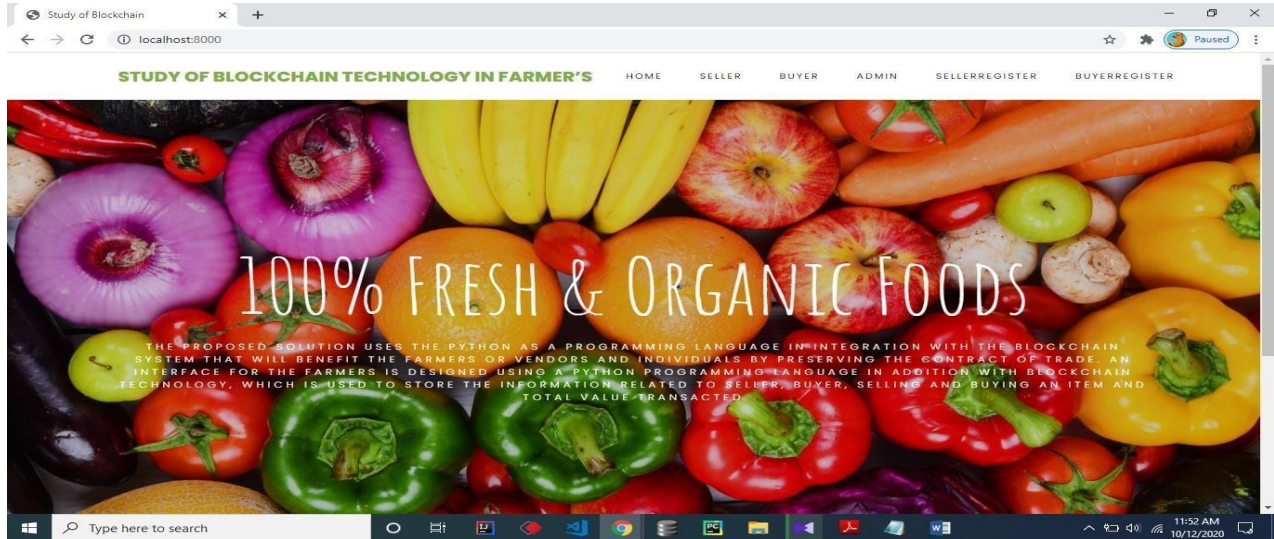 Study of Blockchain
localhost:8000
Paused
STUDY OF BLOCKCHAIN TECHNOLOGY IN FARMER'S
HOME SELLER BUYER ADMIN SELLERREGISTER BUYERREGISTER
100% FRESH & ORGANIC FOODS
THE PROPOSED SOLUTION USES THE PYTHON AS A PROGRAMMING LANGUAGE IN INTEGRATION WITH THE BLOCKCHAIN
SYSTEM THAT WILL BENEFIT THE FARMERS OR VENDORS AND INDIVIDUALS BY PRESERVING THE CONTRACT OF TRADE. AN
INTERFACE FOR THE FARMERS IS DESIGNED USING A PYTHON PROGRAMMING LANGUAGE IN ADDITION WITH BLOCKCHAIN
TECHNOLOGY, WHICH IS USED TO STORE THE INFORMATION RELATED TO SELLER, BUYER, SELLING AND BUYING AN ITEM AND
TOTAL VALUE TRANSACTED
Type here to search
11:52 AM
10/12/2020